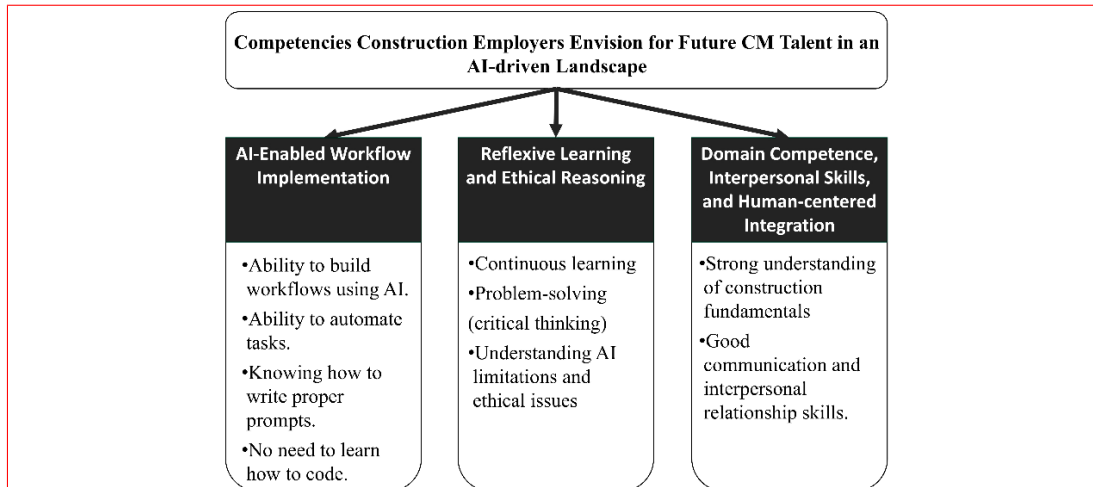 Competencies Construction Employers Envision for Future CM Talent in an
AI-driven Landscape
AI-Enabled Workflow
Implementation
•Ability to build
workflows using AI.
•Ability to automate
tasks.
•Knowing how to
write proper
prompts.
•No need to learn
how to code.
Reflexive Learning
and Ethical Reasoning
•Continuous learning
•Problem-solving
(critical thinking)
•Understanding AI
limitations and
ethical issues
Domain Competence,
Interpersonal Skills,
and Human-centered
Integration
•Strong understanding
of construction
fundamentals
•Good
communication and
interpersonal
relationship skills.